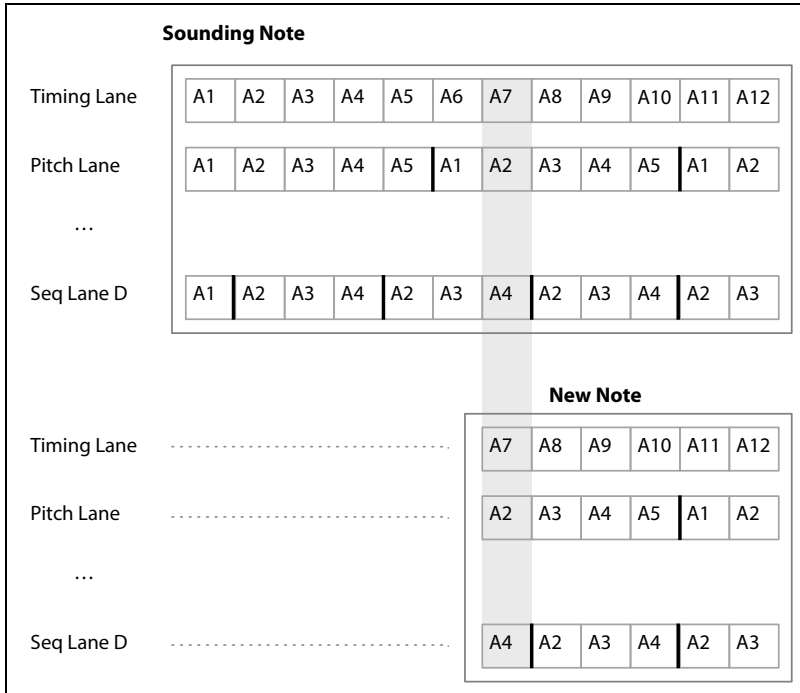 Sounding Note
Timing Lane A1 A2 A3 A4 A5 A6 A7 A8 A9 A10 A11 A12
Pitch Lane A1 A2 A3 A4 A5 A1 A2 A3 A4 A5 A1 A2
...
Seq Lane D A1 A2 A3 A4 A2 A3 A4 A2 A3 A4 A2 A3
New Note
Timing Lane A7 A8 A9 A10 A11 A12
Pitch Lane A2 A3 A4 A5 A1 A2
...
Seq Lane D A4 A2 A3 A4 A2 A3